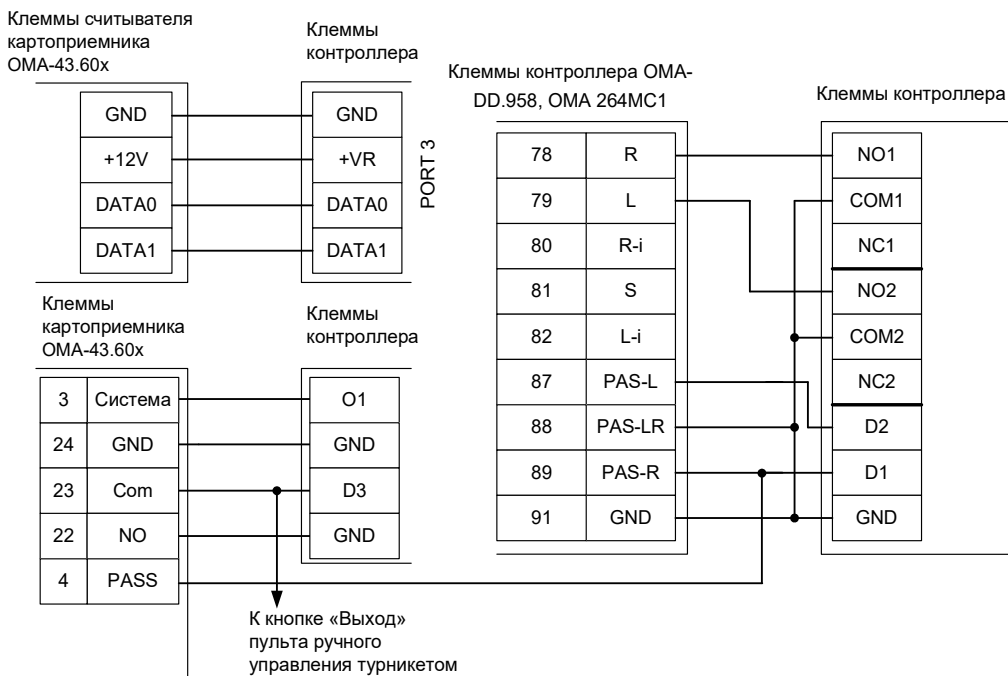 Клеммы считывателя
картоприемника
ОМА-43.60х
Клеммы
контроллера
GND GND
+12V +VR
DATA0 DATA0
DATA1 DATA1
PORT 3
Клеммы
картоприемника
ОМА-43.60х
Клеммы
контроллера
3 Система O1
24 GND GND
23 Com D3
22 NO GND
4 PASS
К кнопке «Выход»
пульта ручного
управления турникетом
Клеммы контроллера ОМА-
DD.958, ОМА 264МС1
Клеммы контроллера
78 R NO1
79 L COM1
80 R-i NC1
81 S NO2
82 L-i COM2
87 PAS-L NC2
88 PAS-LR D2
89 PAS-R D1
91 GND GND